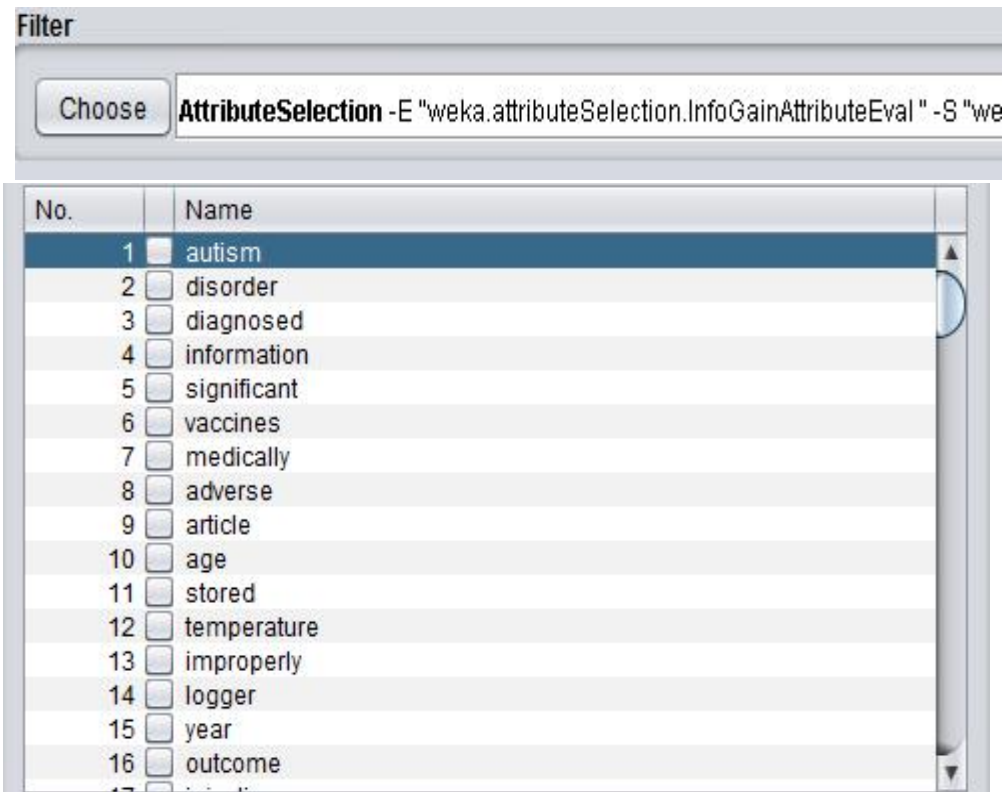 Filter
Choose AttributeSelection -E "weka.attributeSelection.InfoGainAttributeEval " -S "we
No. Name
1 autism
2 disorder
3 diagnosed
4 information
5 significant
6 vaccines
7 medically
8 adverse
9 article
10 age
11 stored
12 temperature
13 improperly
14 logger
15 year
16 outcome